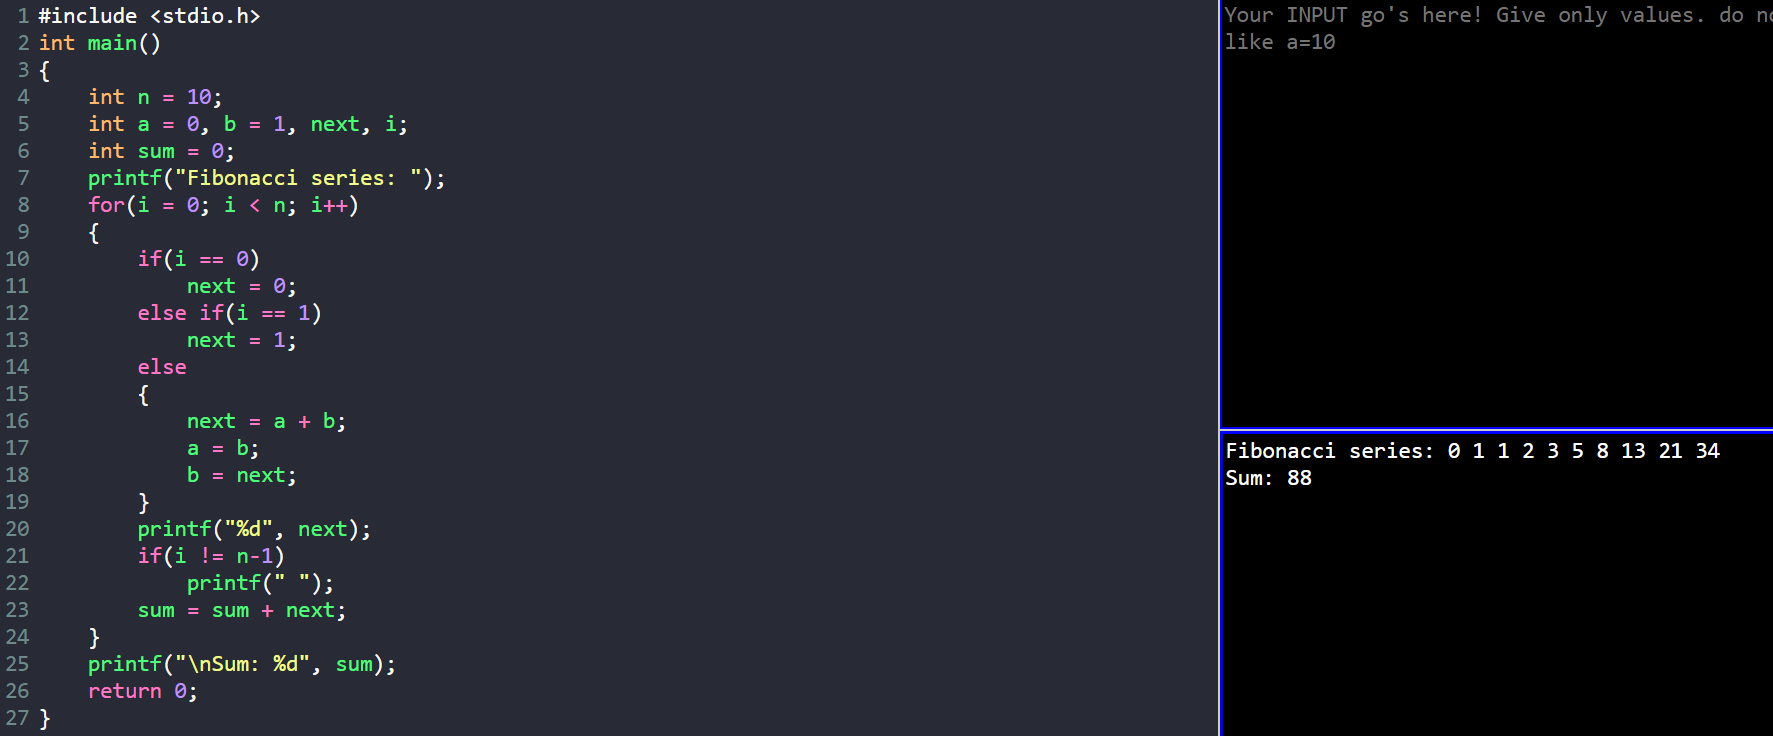 1 #include <stdio.h>
2 int main()
3 {
4     int n = 10;
5     int a = 0, b = 1, next, i;
6     int sum = 0;
7     printf("Fibonacci series: ");
8     for(i = 0; i < n; i++)
9     {
10         if(i == 0)
11             next = 0;
12         else if(i == 1)
13             next = 1;
14         else
15         {
16             next = a + b;
17             a = b;
18             b = next;
19         }
20         printf("%d", next);
21         if(i != n-1)
22             printf(" ");
23         sum = sum + next;
24     }
25     printf("\nSum: %d", sum);
26     return 0;
27 }
Your INPUT go's here! Give only values. do
like a=10
Fibonacci series: 0 1 1 2 3 5 8 13 21 34
Sum: 88